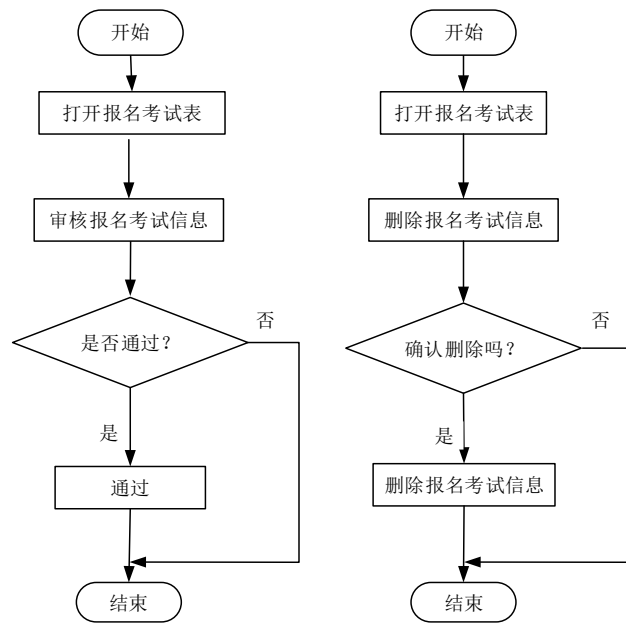 开始
打开报名考试表
审核报名考试信息
是否通过?
否
是
通过
结束
开始
打开报名考试表
删除报名考试信息
确认删除吗?
否
是
删除报名考试信息
结束